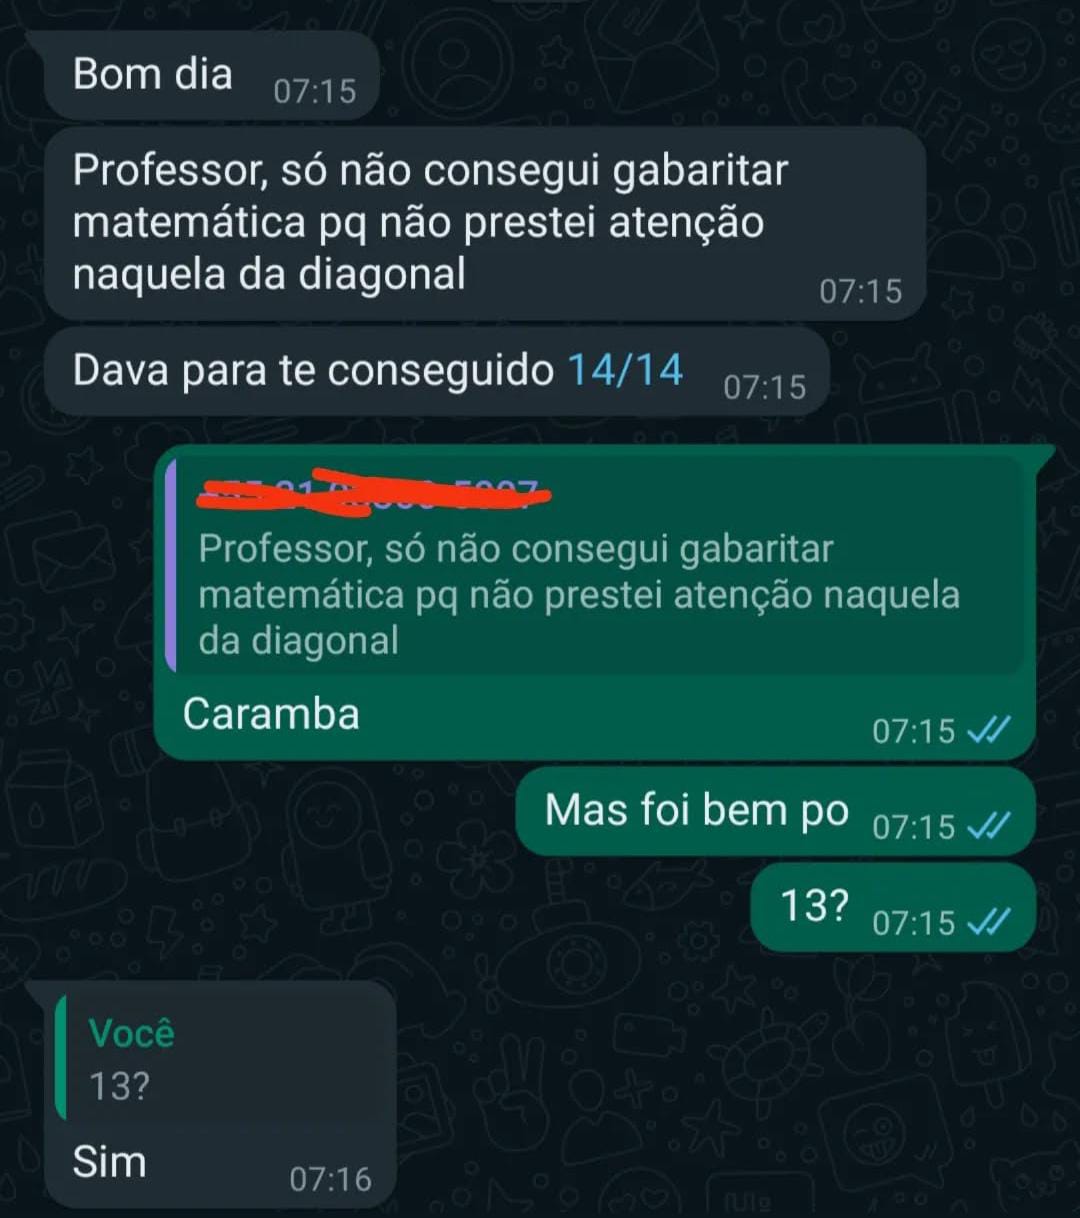 Bom dia 07:15
Professor, só não consegui gabaritar
matemática pq não prestei atenção
naquela da diagonal 07:15
Dava para te conseguido 14/14 07:15
Professor, só não consegui gabaritar
matemática pq não prestei atenção naquela
da diagonal
Caramba 07:15
Mas foi bem po 07:15
13? 07:15
Você
13?
Sim 07:16